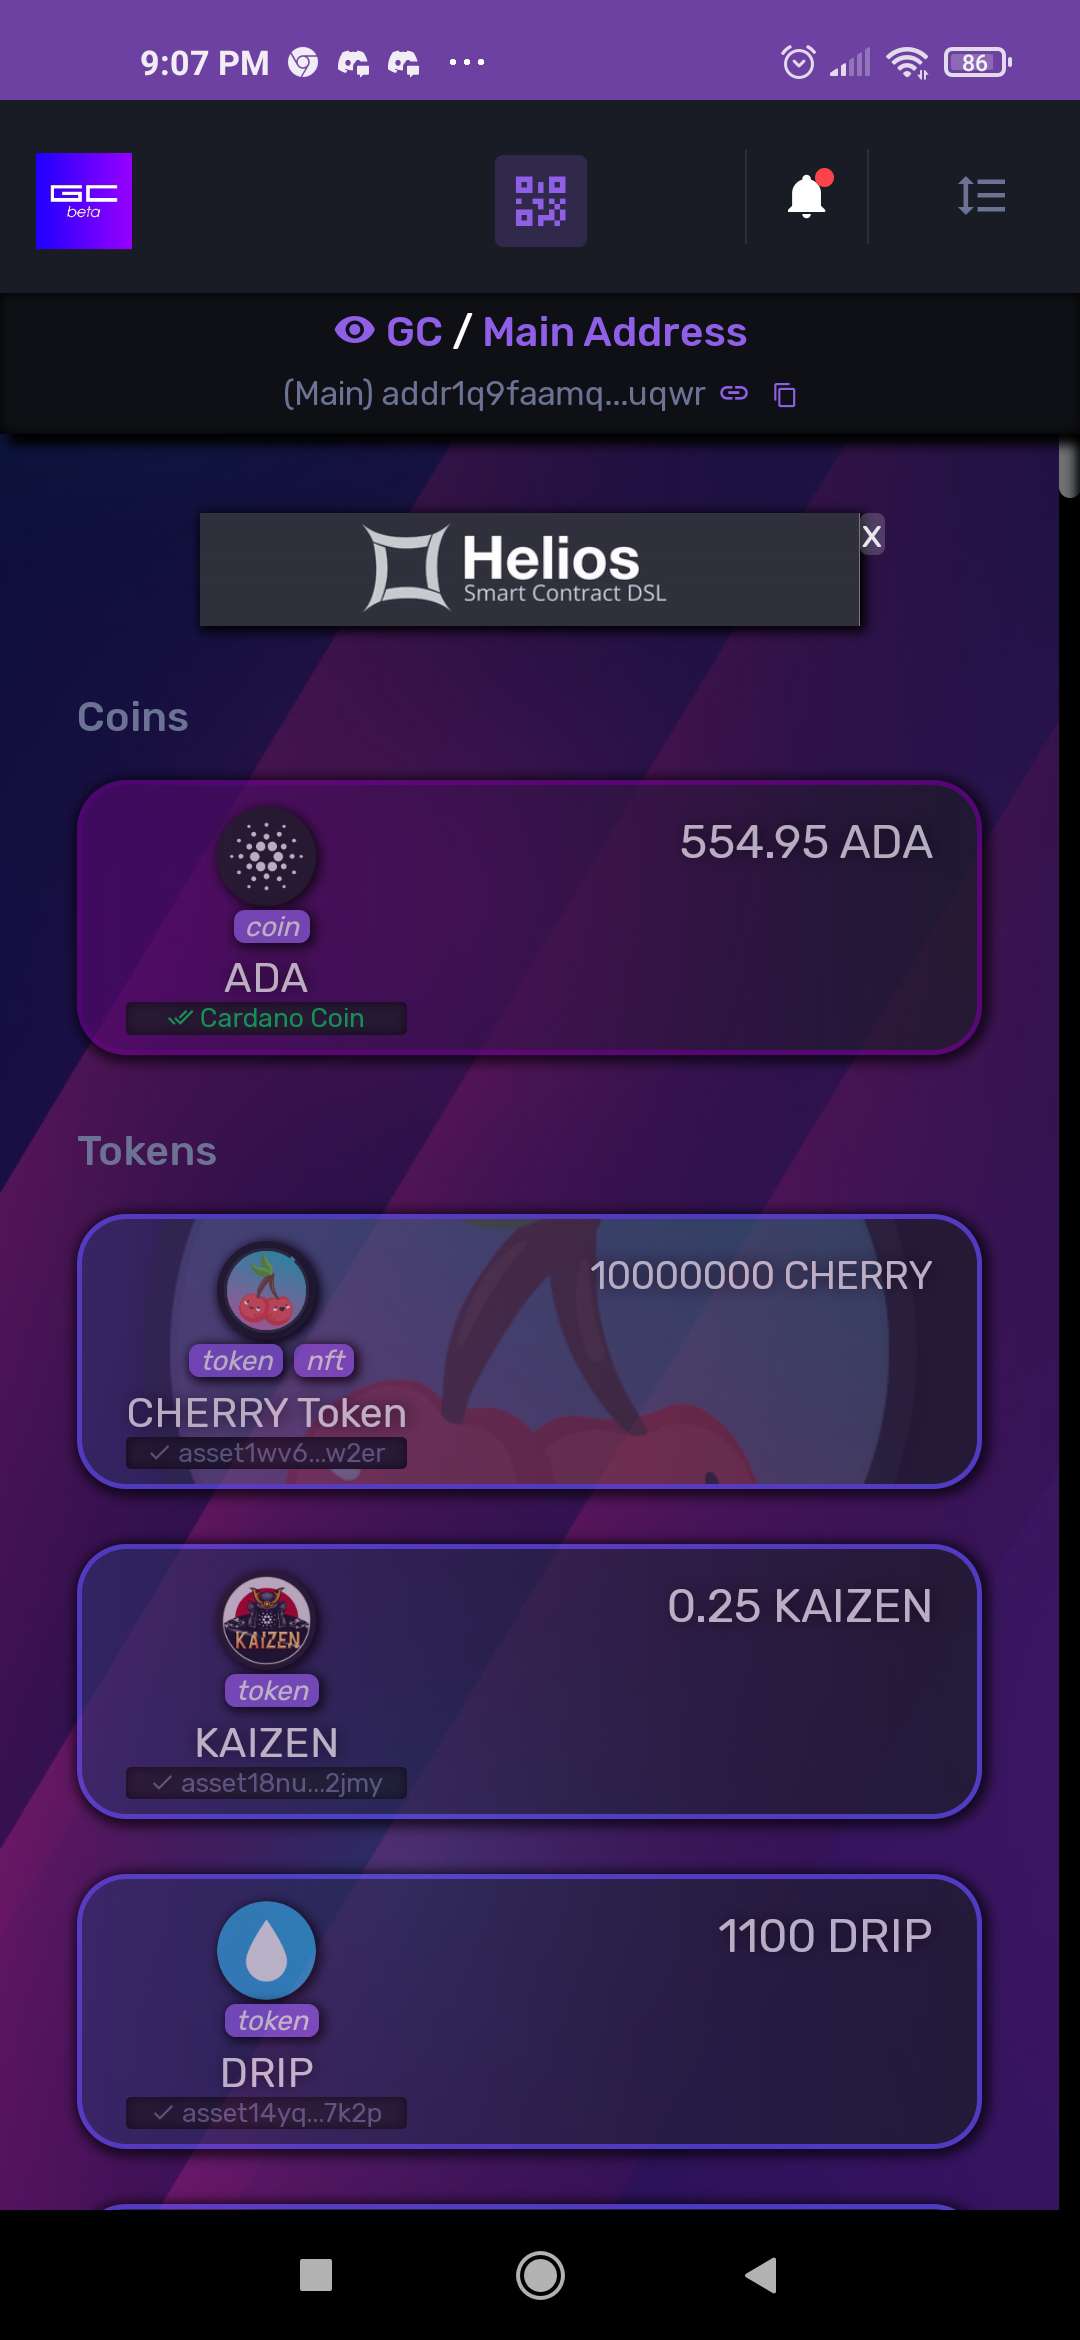 9:07 PM
86
GC
beta
GC / Main Address
(Main) addr1q9faamq...uqwr
Helios
Smart Contract DSL
X
Coins
554.95 ADA
coin
ADA
Cardano Coin
Tokens
10000000 CHERRY
token nft
CHERRY Token
asset1wv6...w2er
KAIZEN
0.25 KAIZEN
token
KAIZEN
asset18nu...2jmy
1100 DRIP
token
DRIP
asset14yq...7k2p